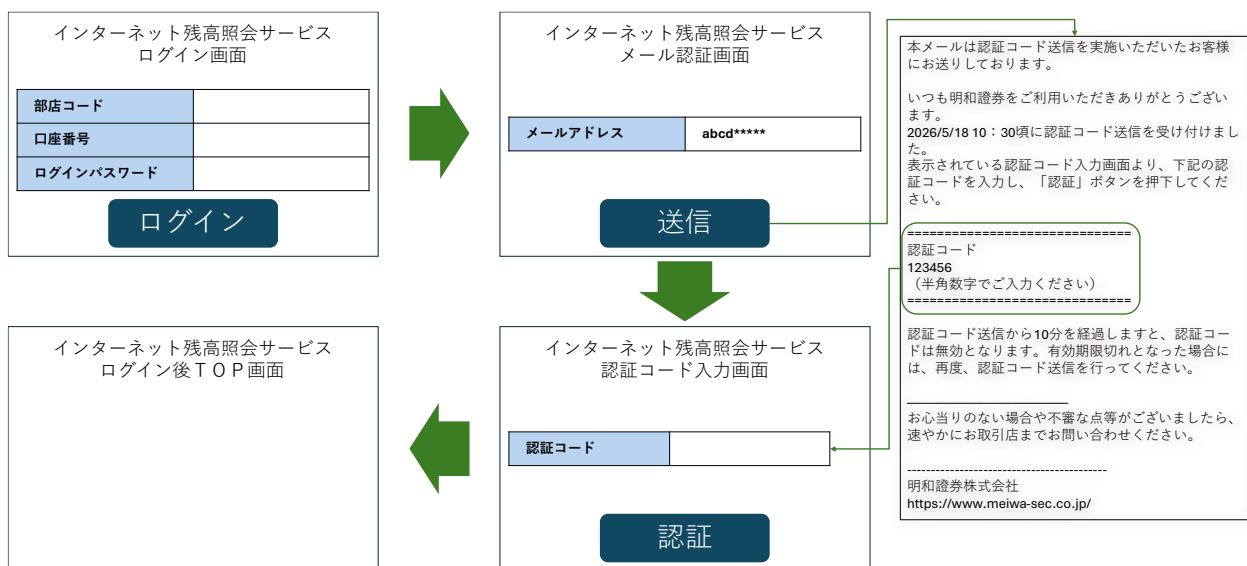 インターネット残高照会サービス
ログイン画面
部店コード
口座番号
ログインパスワード
ログイン
インターネット残高照会サービス
メール認証画面
メールアドレス abcd*****
送信
本メールは認証コード送信を実施いただいたお客様
にお送りしております。
いつも明和證券をご利用いただきありがとうござい
ます。
2026/5/18 10：30頃に認証コード送信を受け付けまし
た。
表示されている認証コード入力画面より、下記の認
証コードを入力し、「認証」ボタンを押下してくだ
さい。
==============================
認証コード
123456
（半角数字でご入力ください）
==============================
認証コード送信から10分を経過しますと、認証コー
ドは無効となります。有効期限切れとなった場合に
は、再度、認証コード送信を行ってください。
お心当りのない場合や不審な点等がございましたら、
速やかにお取引店までお問い合わせください。
------------------------------------------
明和證券株式会社
https://www.meiwa-sec.co.jp/
インターネット残高照会サービス
認証コード入力画面
認証コード
認証
インターネット残高照会サービス
ログイン後ＴＯＰ画面